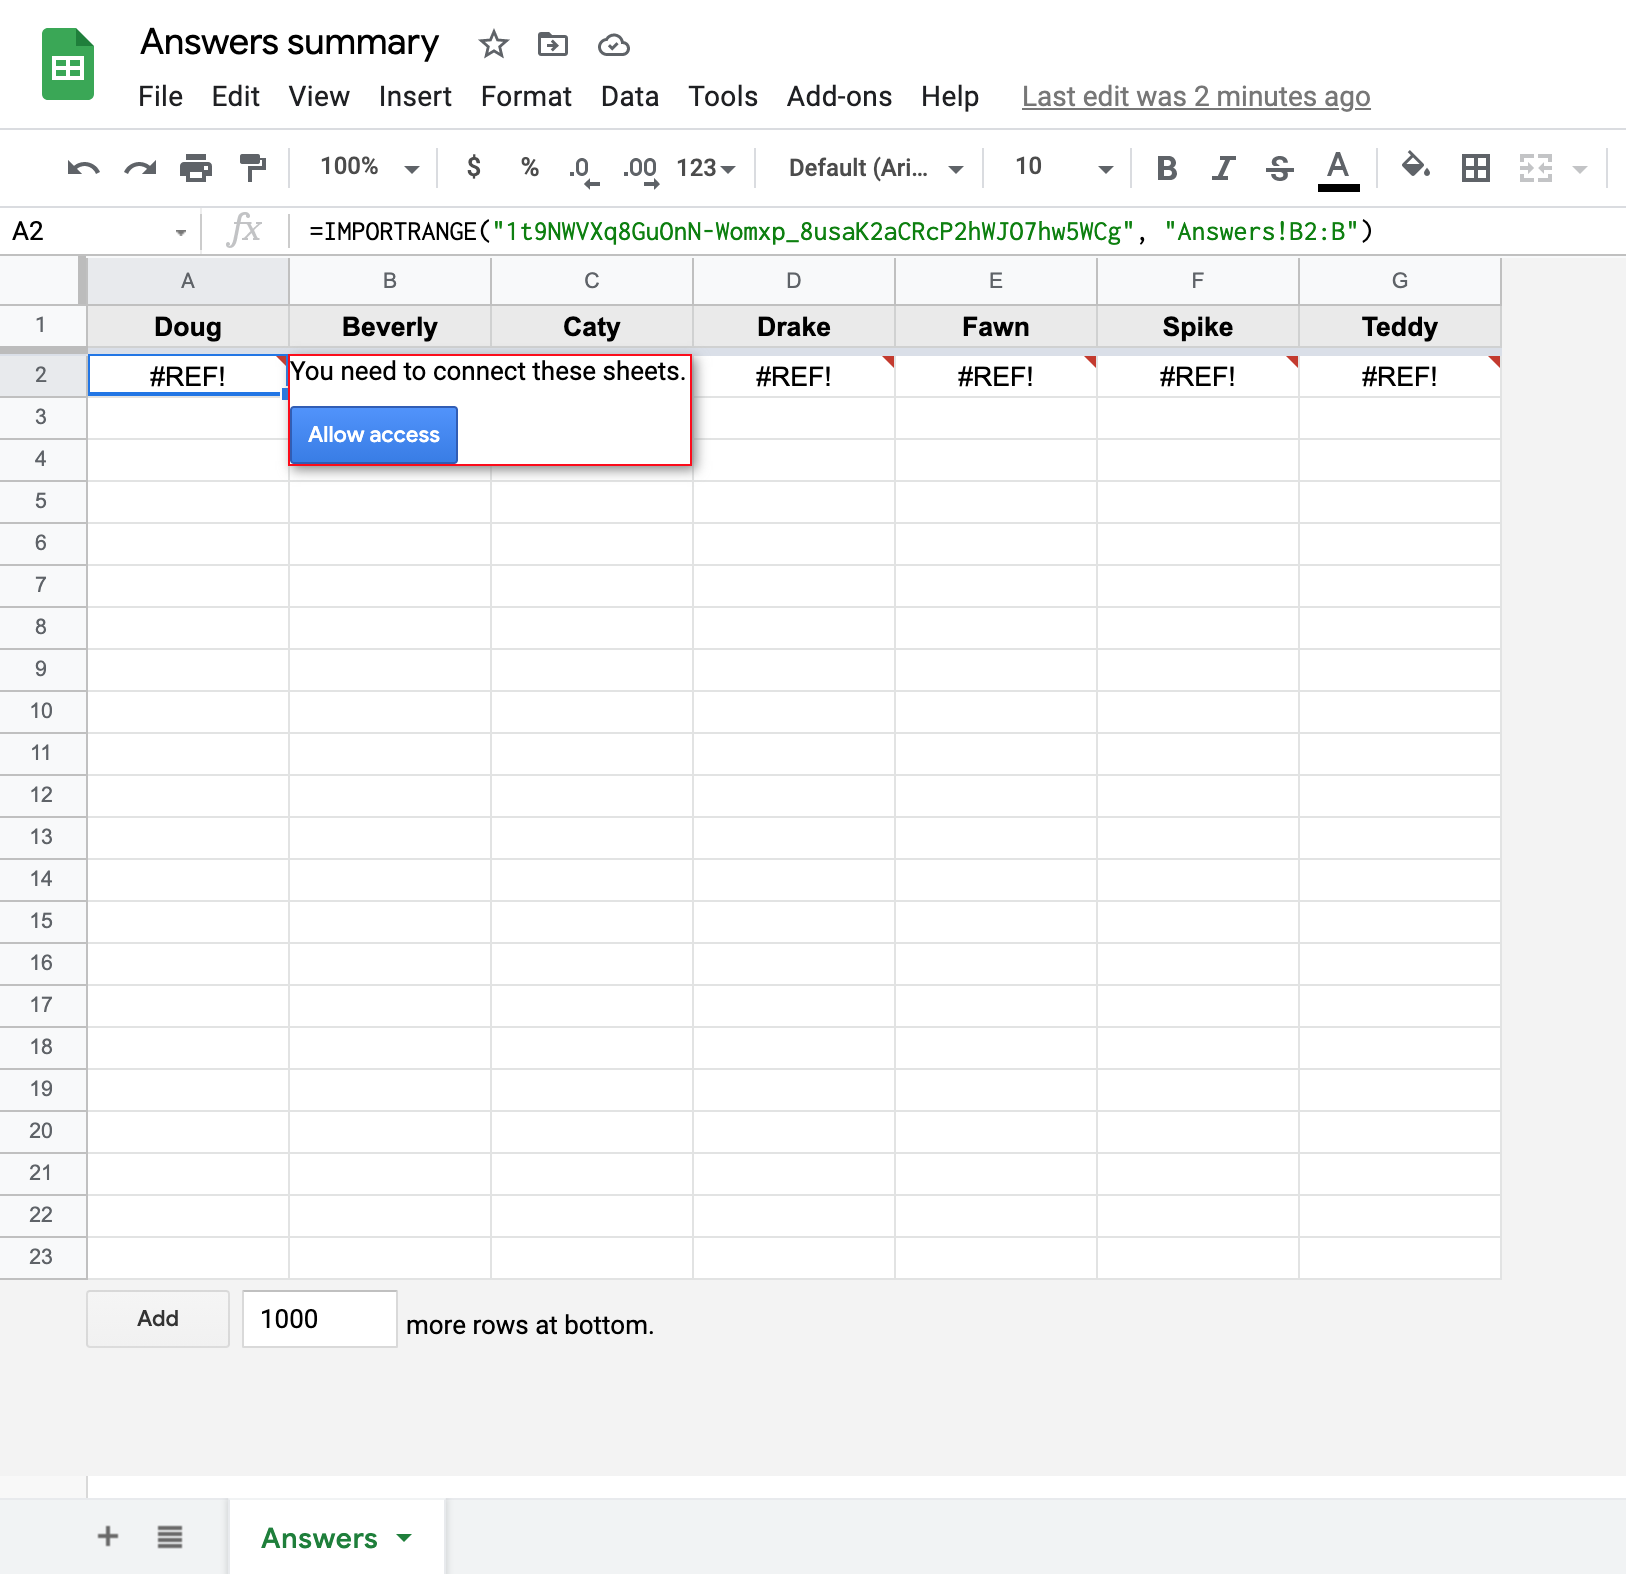 Answers summary
File Edit View Insert Format Data Tools Add-ons Help Last edit was 2 minutes ago
100% $ % .0 .00 123 Default (Ari... 10 B I S A
A2 fx =IMPORTRANGE("1t9NWVXq8GuOnN-Womxp_8usaK2aCRcP2hWJO7hw5WCg", "Answers!B2:B")
A B C D E F G
1 Doug Beverly Caty Drake Fawn Spike Teddy
2 #REF! You need to connect these sheets. #REF! #REF! #REF! #REF!
3 Allow access
4
5
6
7
8
9
10
11
12
13
14
15
16
17
18
19
20
21
22
23
Add 1000 more rows at bottom.
+ Answers